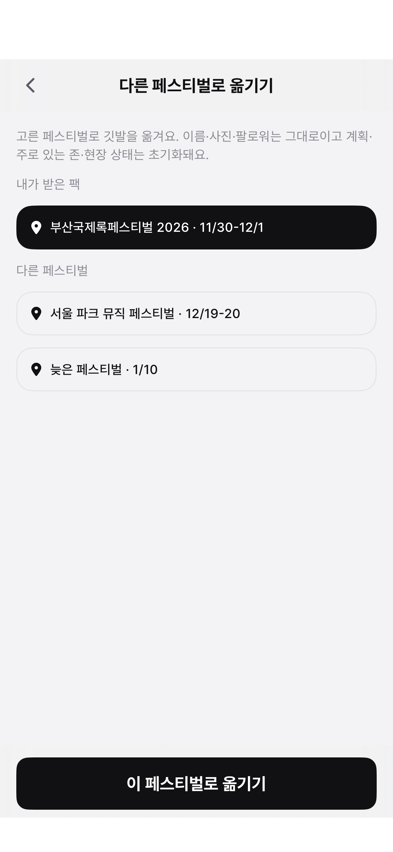 다른 페스티벌로 옮기기
고른 페스티벌로 깃발을 옮겨요. 이름·사진·팔로워는 그대로이고 계획·
주로 있는 존·현장 상태는 초기화돼요.
내가 받은 팩
부산국제록페스티벌 2026 · 11/30-12/1
다른 페스티벌
서울 파크 뮤직 페스티벌 · 12/19-20
늦은 페스티벌 · 1/10
이 페스티벌로 옮기기